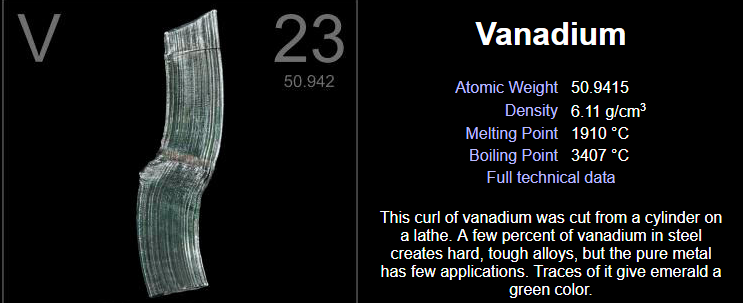 V
23
50.942
Vanadium
Atomic Weight 50.9415
Density 6.11 g/cm³
Melting Point 1910 °C
Boiling Point 3407 °C
Full technical data
This curl of vanadium was cut from a cylinder on
a lathe. A few percent of vanadium in steel
creates hard, tough alloys, but the pure metal
has few applications. Traces of it give emerald a
green color.